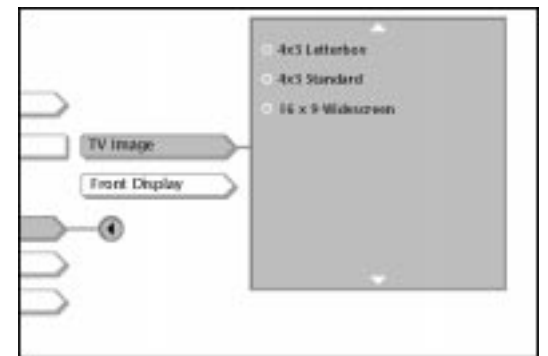 4x3 Letterbox
4x3 Standard
16 x 9 Widescreen
TV Image
Front Display